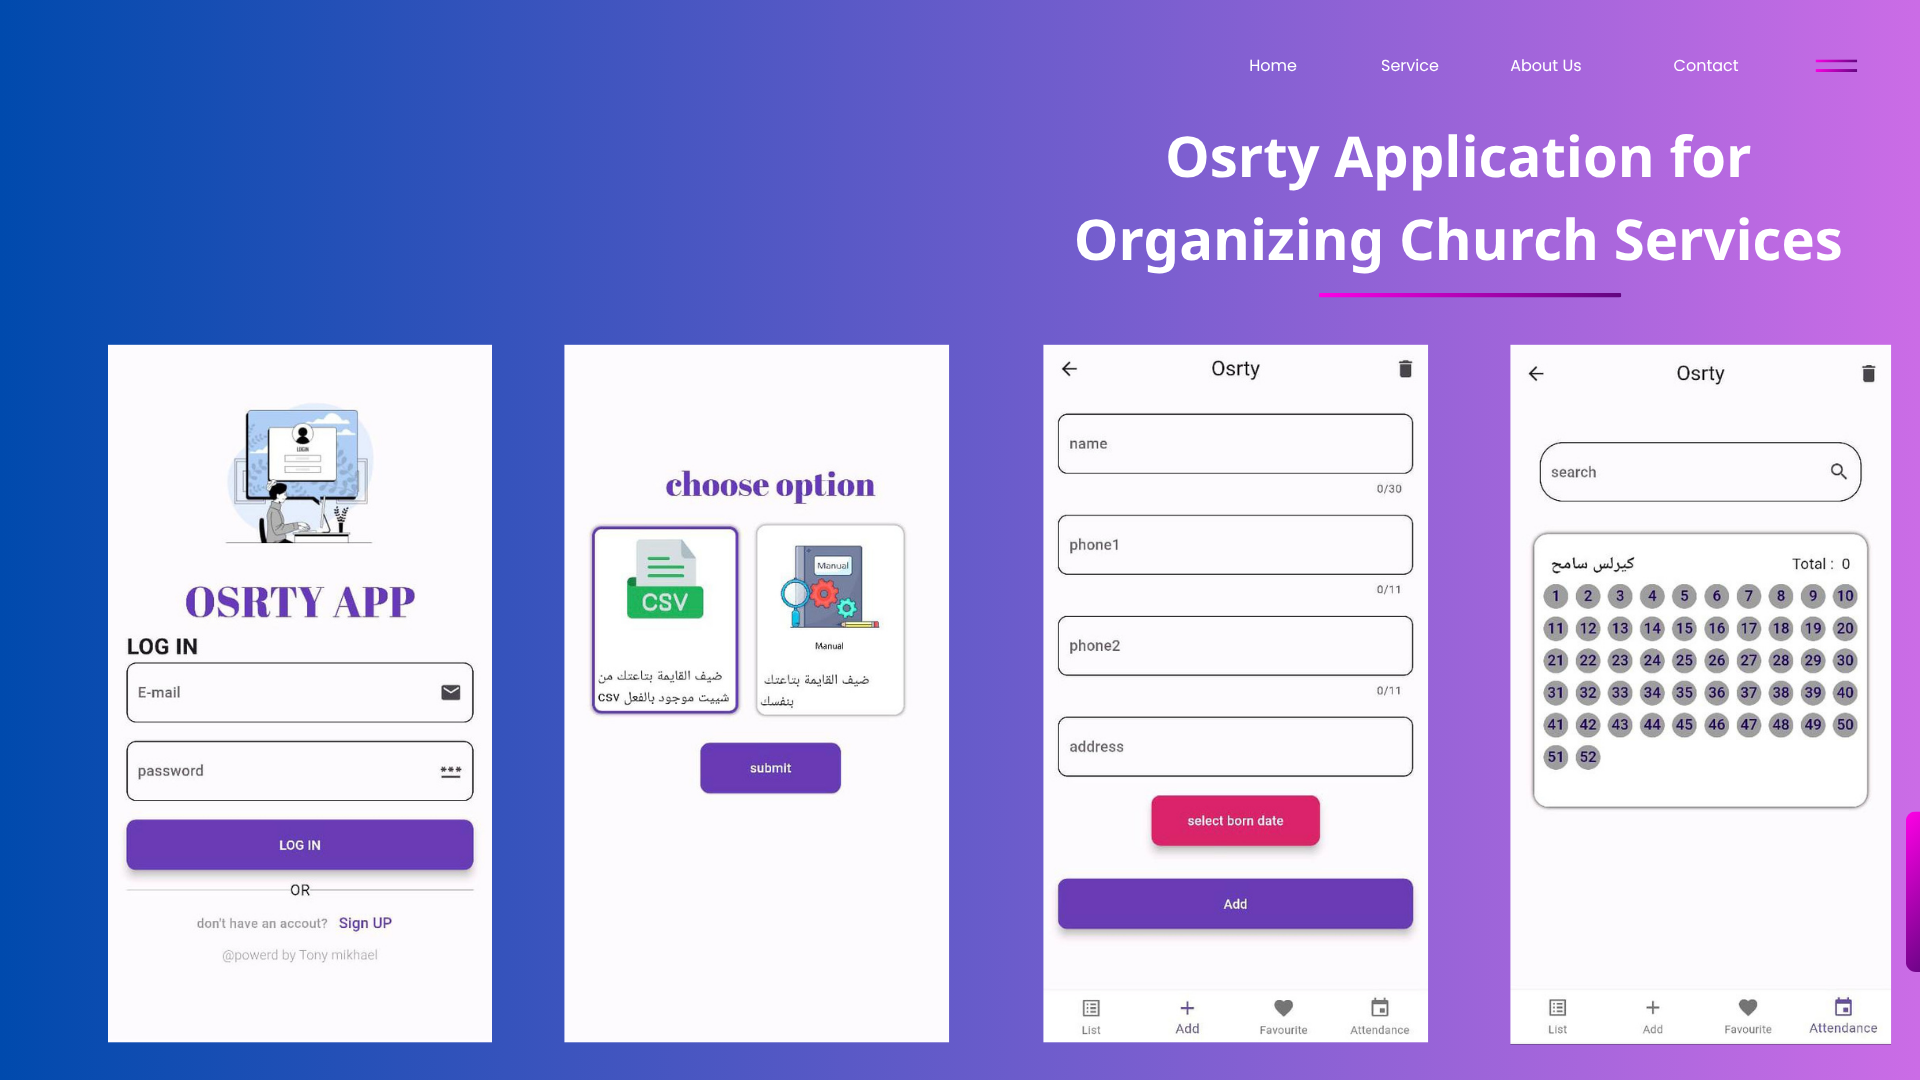 Home Service About Us Contact
Osrty Application for
Organizing Church Services
LOGIN
OSRTY APP
LOG IN
E-mail
password
***
LOG IN
OR
don't have an accout? Sign UP
@powerd by Tony mikhael
choose option
CSV
ضيف القايمة بتاعتك من
شييت موجود بالفعل csv
Manual
Manual
ضيف القايمة بتاعتك
بنفسك
submit
Osrty
name
0/30
phone1
0/11
phone2
0/11
address
select born date
Add
List Add Favourite Attendance
Osrty
search
كيرلس سامح Total : 0
1 2 3 4 5 6 7 8 9 10
11 12 13 14 15 16 17 18 19 20
21 22 23 24 25 26 27 28 29 30
31 32 33 34 35 36 37 38 39 40
41 42 43 44 45 46 47 48 49 50
51 52
List Add Favourite Attendance